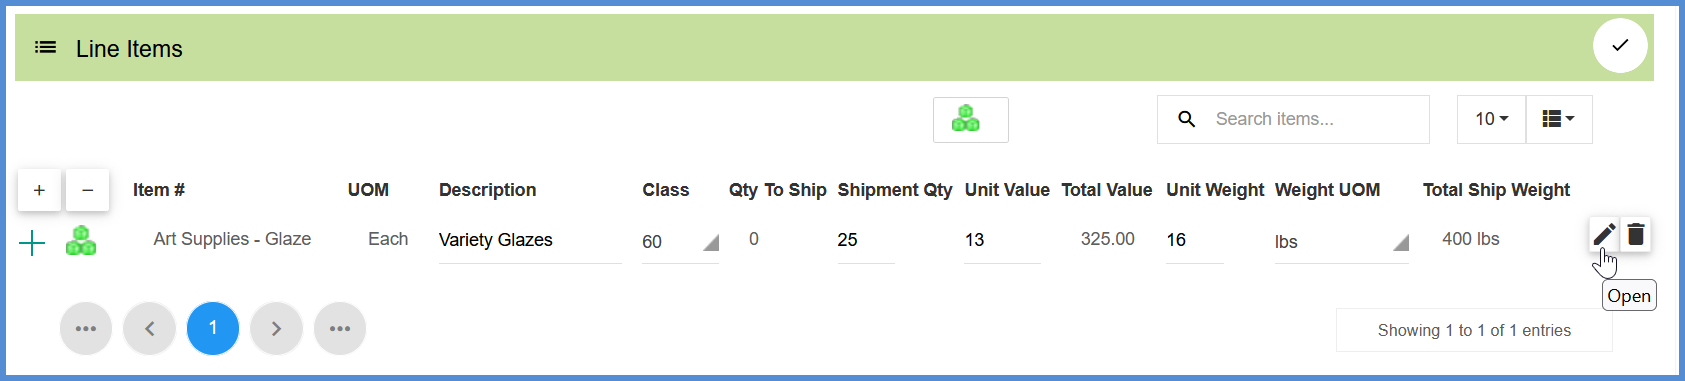 Line Items
Search items...
10
+ − Item # UOM Description Class Qty To Ship Shipment Qty Unit Value Total Value Unit Weight Weight UOM Total Ship Weight
Art Supplies - Glaze Each Variety Glazes 60 0 25 13 325.00 16 lbs 400 lbs
Open
1
Showing 1 to 1 of 1 entries